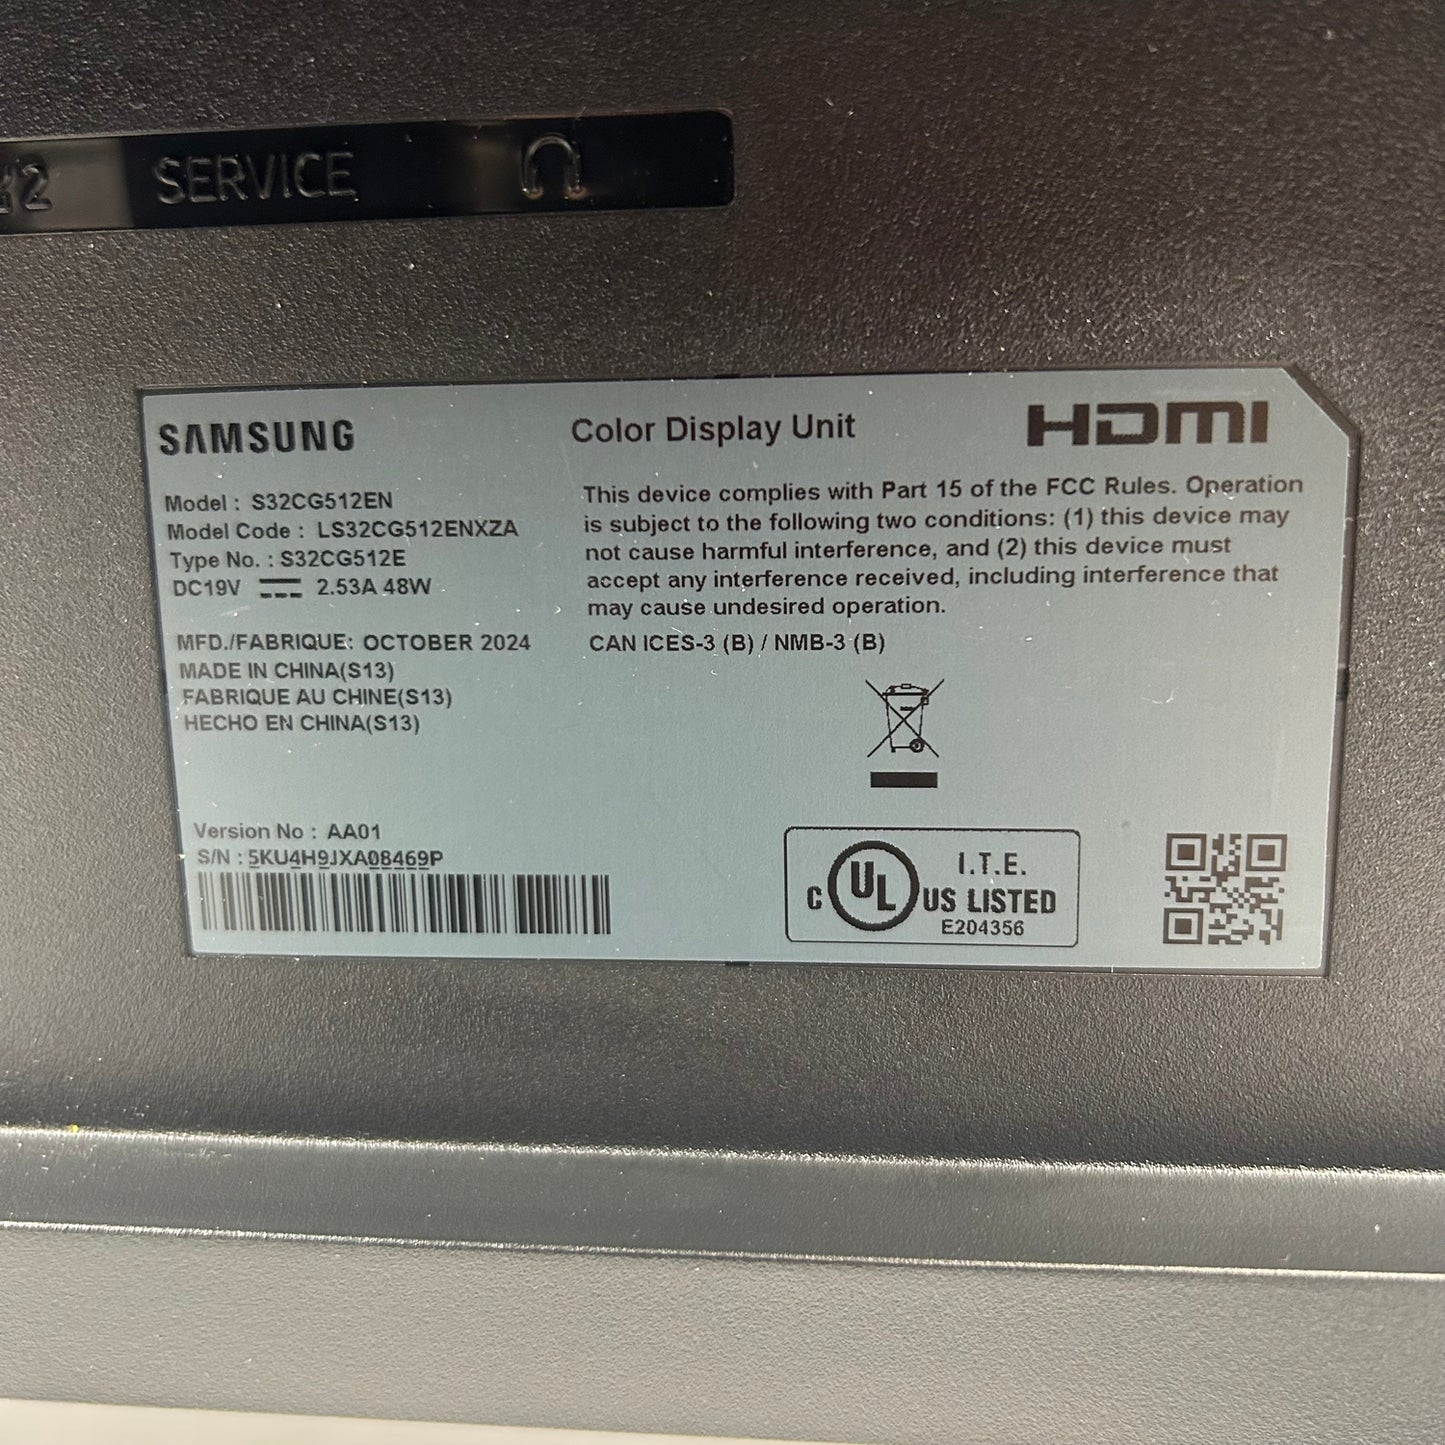 2 SERVICE
SAMSUNG
Color Display Unit
HDMI
Model : S32CG512EN
Model Code : LS32CG512ENXZA
Type No. : S32CG512E
DC19V 2.53A 48W
MFD./FABRIQUE: OCTOBER 2024
MADE IN CHINA(S13)
FABRIQUE AU CHINE(S13)
HECHO EN CHINA(S13)
Version No : AA01
S/N : 5KU4H9JXA08469P
This device complies with Part 15 of the FCC Rules. Operation
is subject to the following two conditions: (1) this device may
not cause harmful interference, and (2) this device must
accept any interference received, including interference that
may cause undesired operation.
CAN ICES-3 (B) / NMB-3 (B)
C UL US LISTED
I.T.E.
E204356